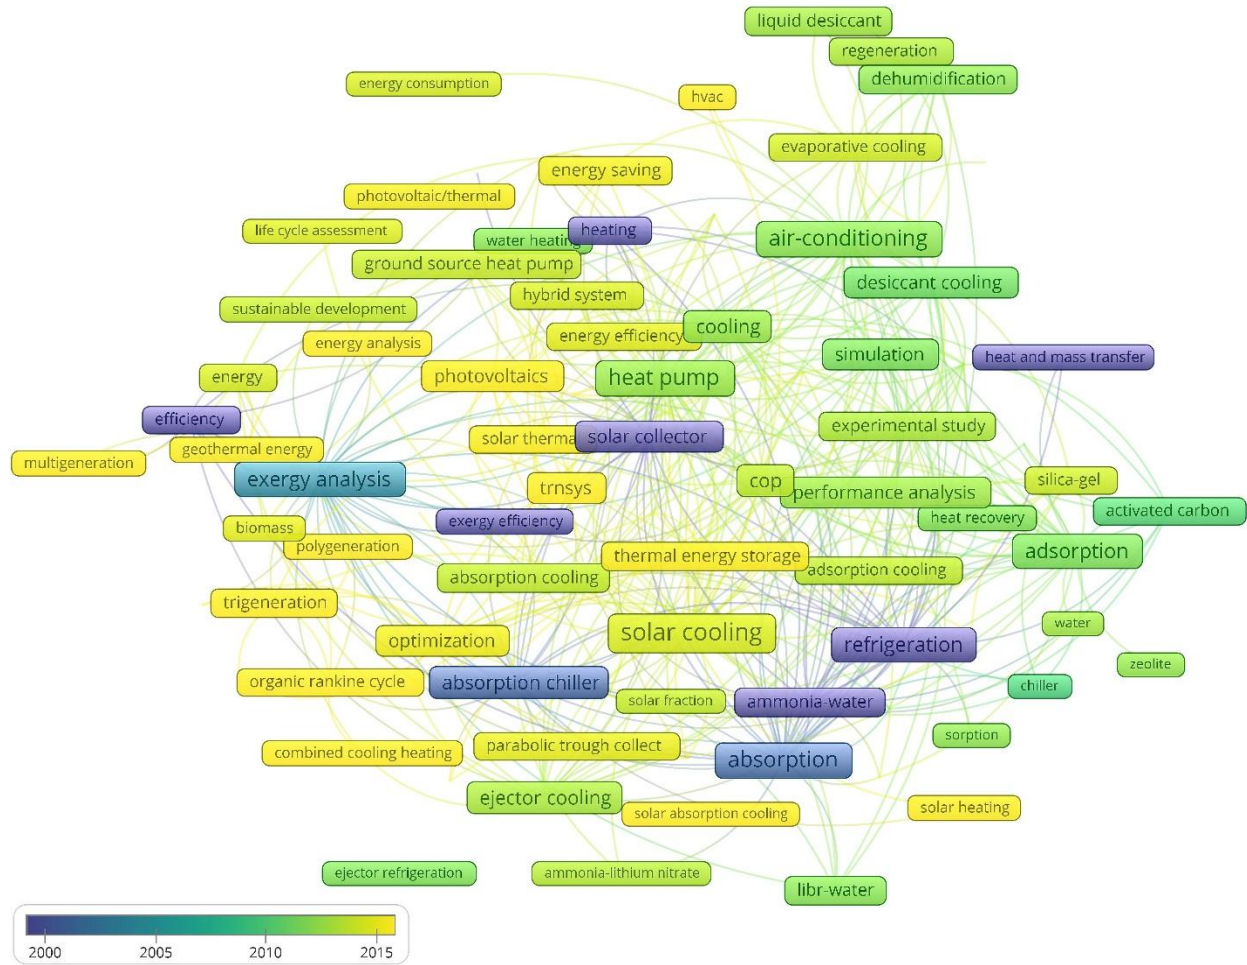 liquid desiccant
regeneration
dehumidification
energy consumption
hvac
evaporative cooling
energy saving
photovoltaic/thermal
life cycle assessment
heating
water heating
air-conditioning
ground source heat pump
desiccant cooling
hybrid system
sustainable development
cooling
energy efficiency
energy analysis
simulation
heat and mass transfer
energy
photovoltaics
heat pump
efficiency
experimental study
solar therma
solar collector
geothermal energy
multigeneration
exergy analysis
trnsys
cop
silica-gel
performance analysis
activated carbon
exergy efficiency
heat recovery
biomass
polygeneration
adsorption
thermal energy storage
absorption cooling
adsorption cooling
trigeneration
water
solar cooling
optimization
refrigeration
zeolite
organic rankine cycle
absorption chiller
chiller
solar fraction
ammonia-water
sorption
combined cooling heating
parabolic trough collect
absorption
ejector cooling
solar heating
solar absorption cooling
ejector refrigeration
ammonia-lithium nitrate
libr-water
2000 2005 2010 2015